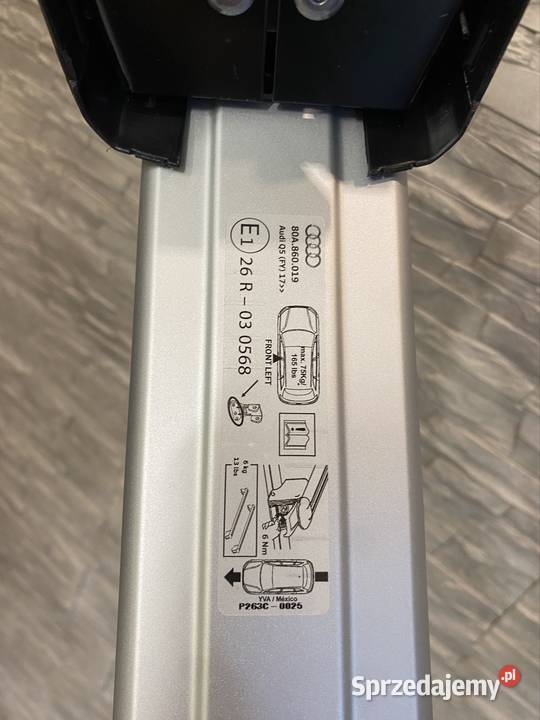 80A.860.019
Audi Q5 (FY) 17>>
E1 26 R - 03 0568
max. 75Kg/
165 lbs
FRONT LEFT
6 kg
13 lbs
6 Nm
YVA / México
P263C - 0025
Sprzedajemy.pl